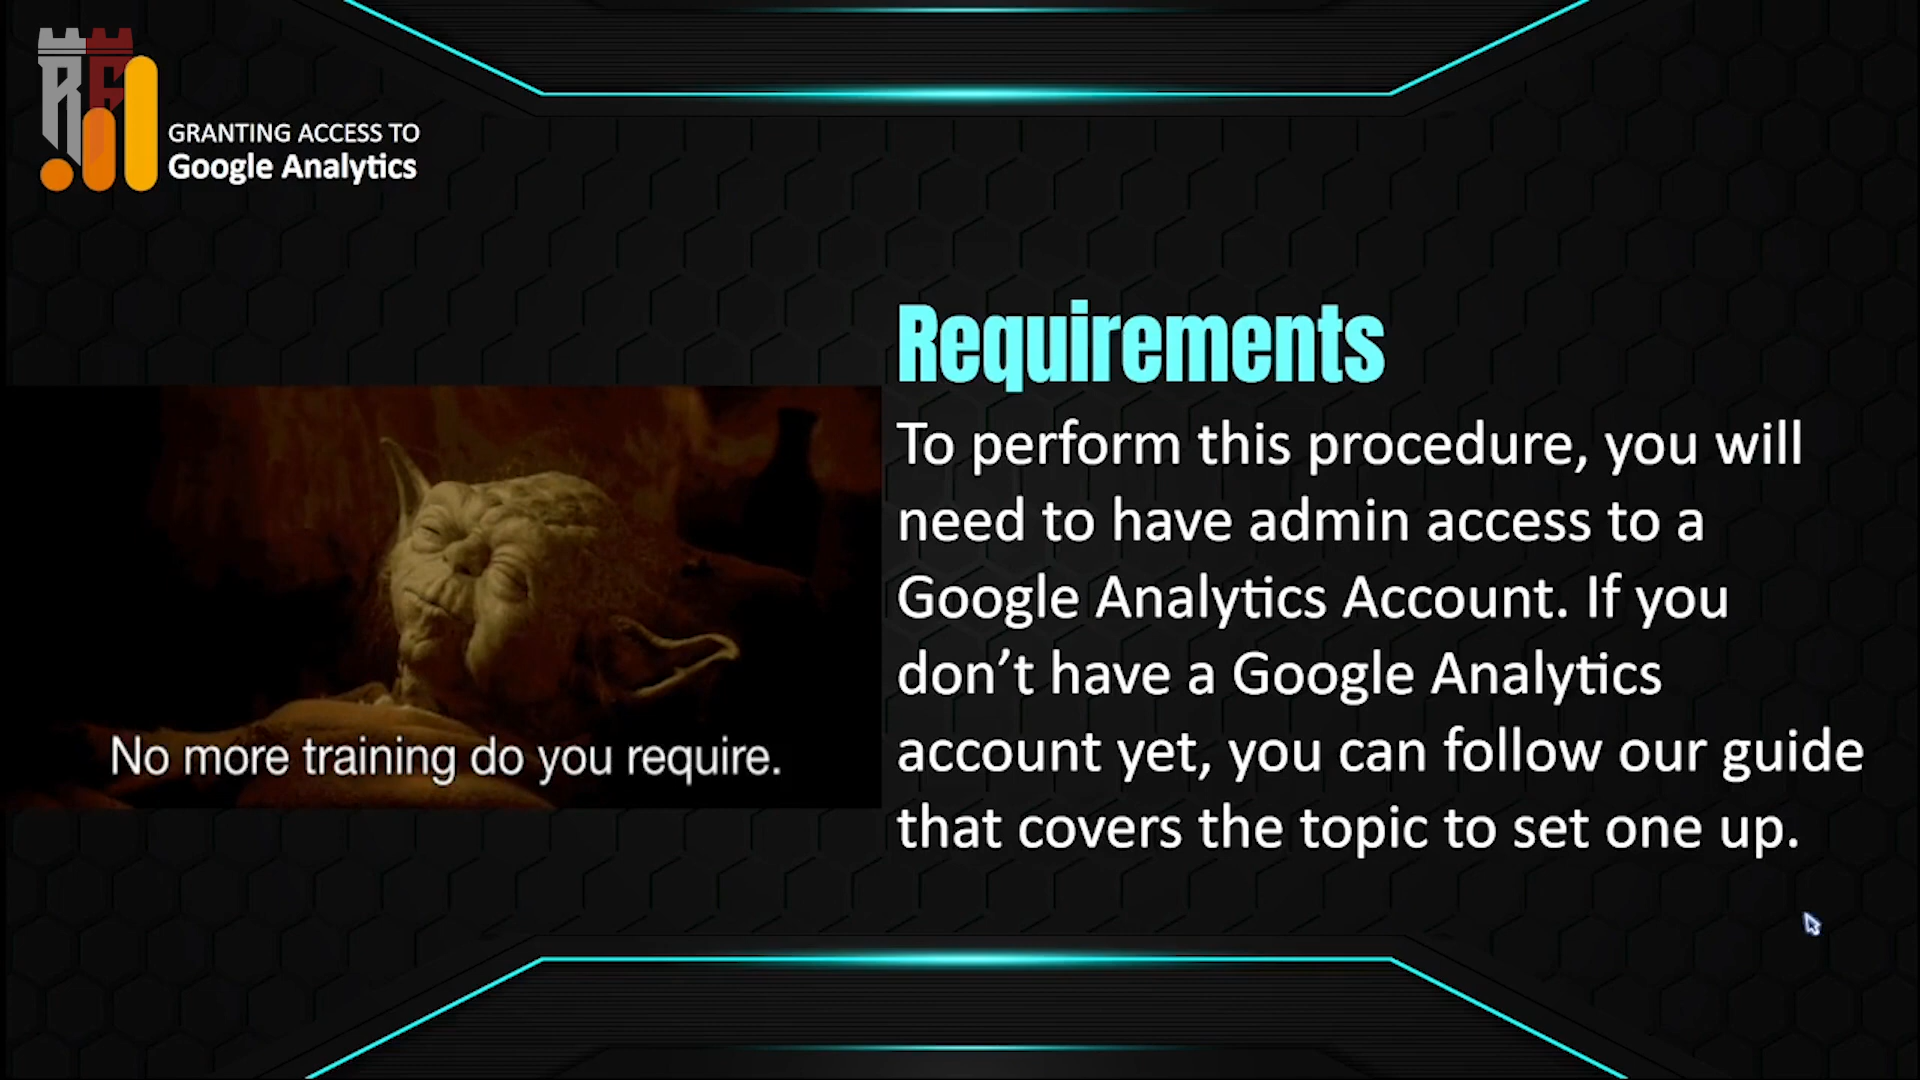 GRANTING ACCESS TO
Google Analytics
Requirements
To perform this procedure, you will
need to have admin access to a
Google Analytics Account. If you
don’t have a Google Analytics
account yet, you can follow our guide
that covers the topic to set one up.
No more training do you require.